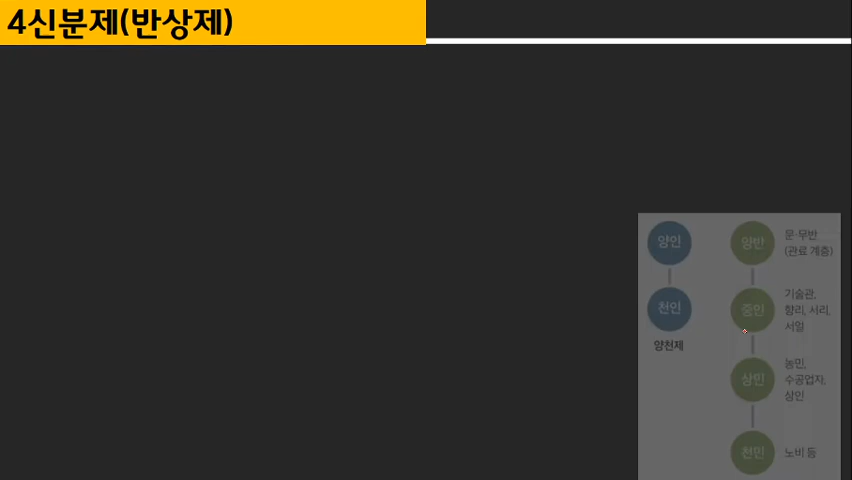 4신분제(반상제)
양인
천인
양천제
양반
문·무반
(관료 계층)
중인
기술관,
향리, 서리,
서얼
상민
농민,
수공업자,
상인
천민
노비 등